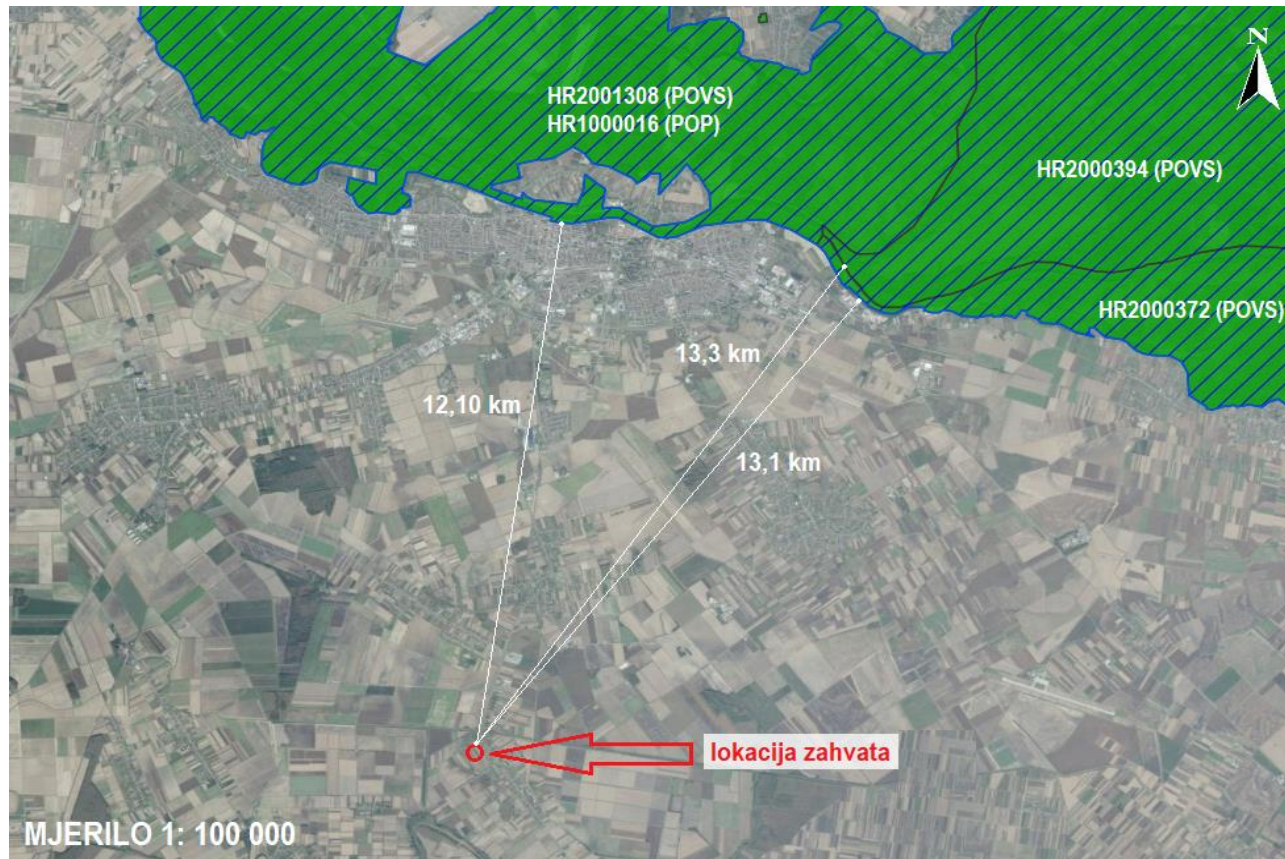 N
HR2001308 (POVS)
HR1000016 (POP)
HR2000394 (POVS)
HR2000372 (POVS)
13,3 km
12,10 km
13,1 km
lokacija zahvata
MJERILO 1: 100 000